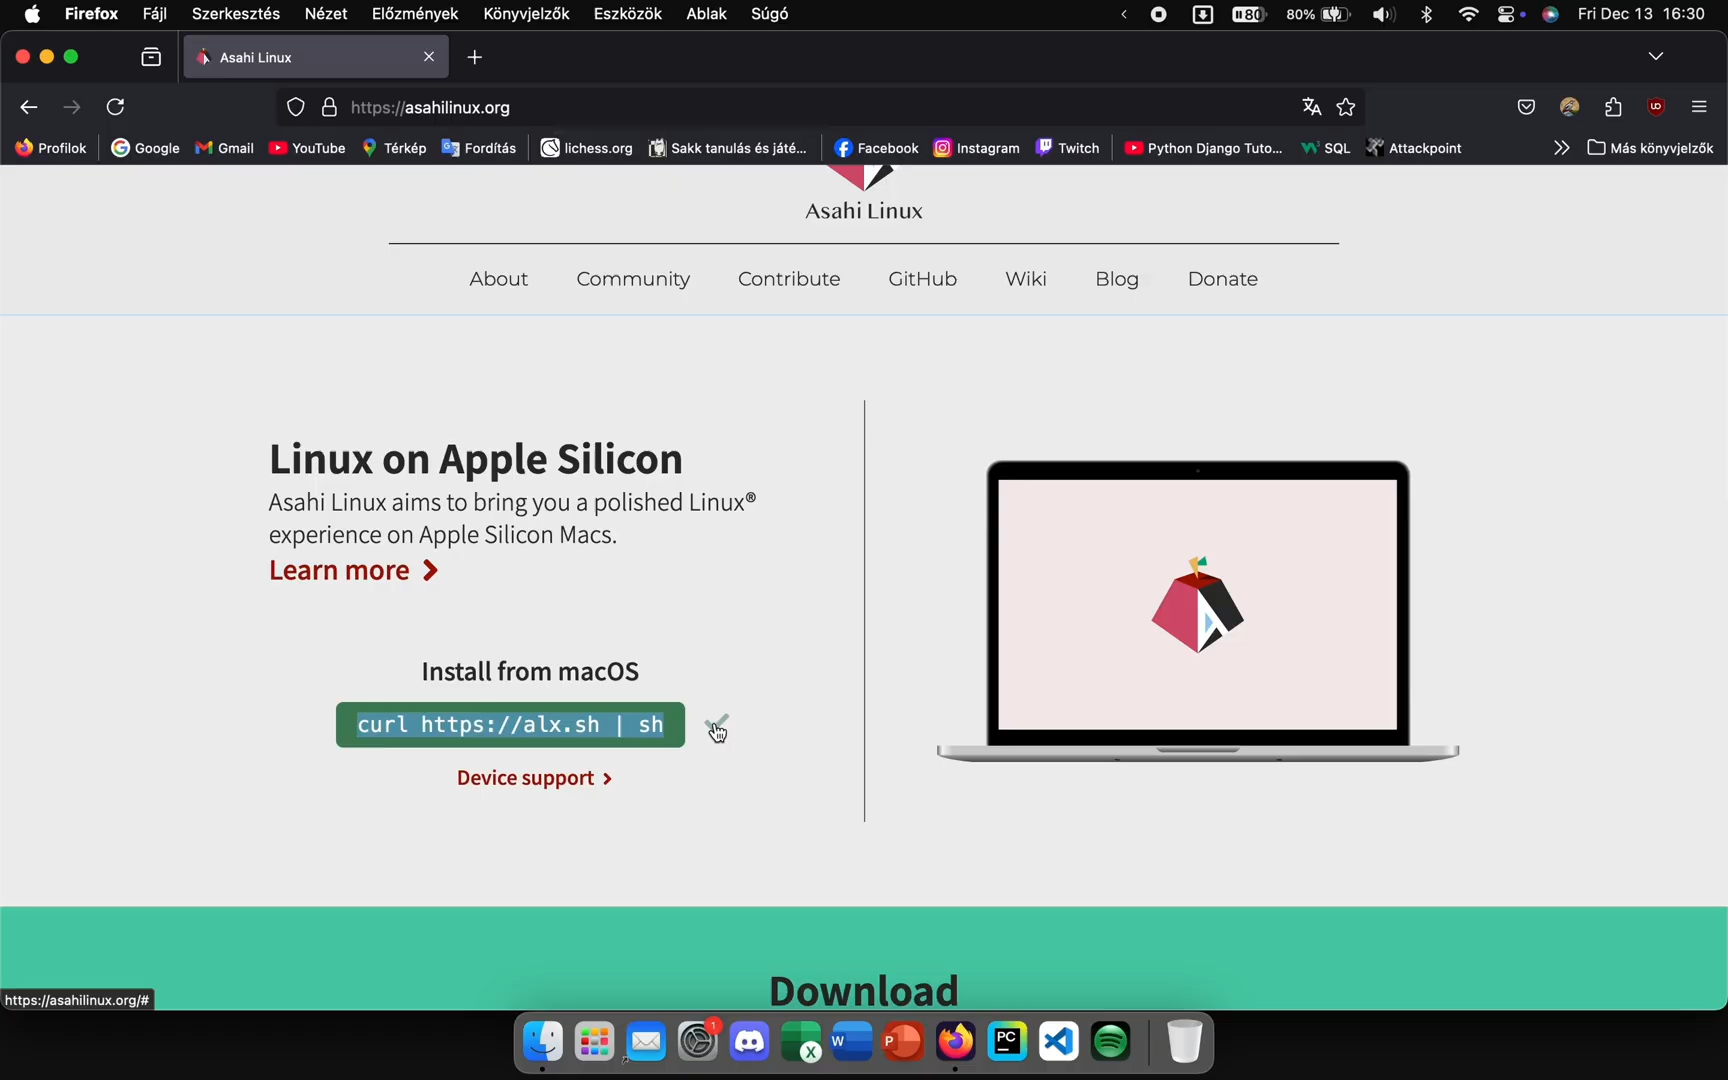 Firefox Fájl Szerkesztés Nézet Előzmények Könyvjelzők Eszközök Ablak Súgó 80 80% Fri Dec 13 16:30
Asahi Linux
https://asahilinux.org
Profilok Google Gmail YouTube Térkép Fordítás lichess.org Sakk tanulás és játé... Facebook Instagram Twitch Python Django Tuto... SQL Attackpoint Más könyvjelzők
Asahi Linux
About Community Contribute GitHub Wiki Blog Donate
Linux on Apple Silicon
Asahi Linux aims to bring you a polished Linux®
experience on Apple Silicon Macs.
Learn more
Install from macOS
curl https://alx.sh | sh
Device support
Download
https://asahilinux.org/#
1
X W P PC